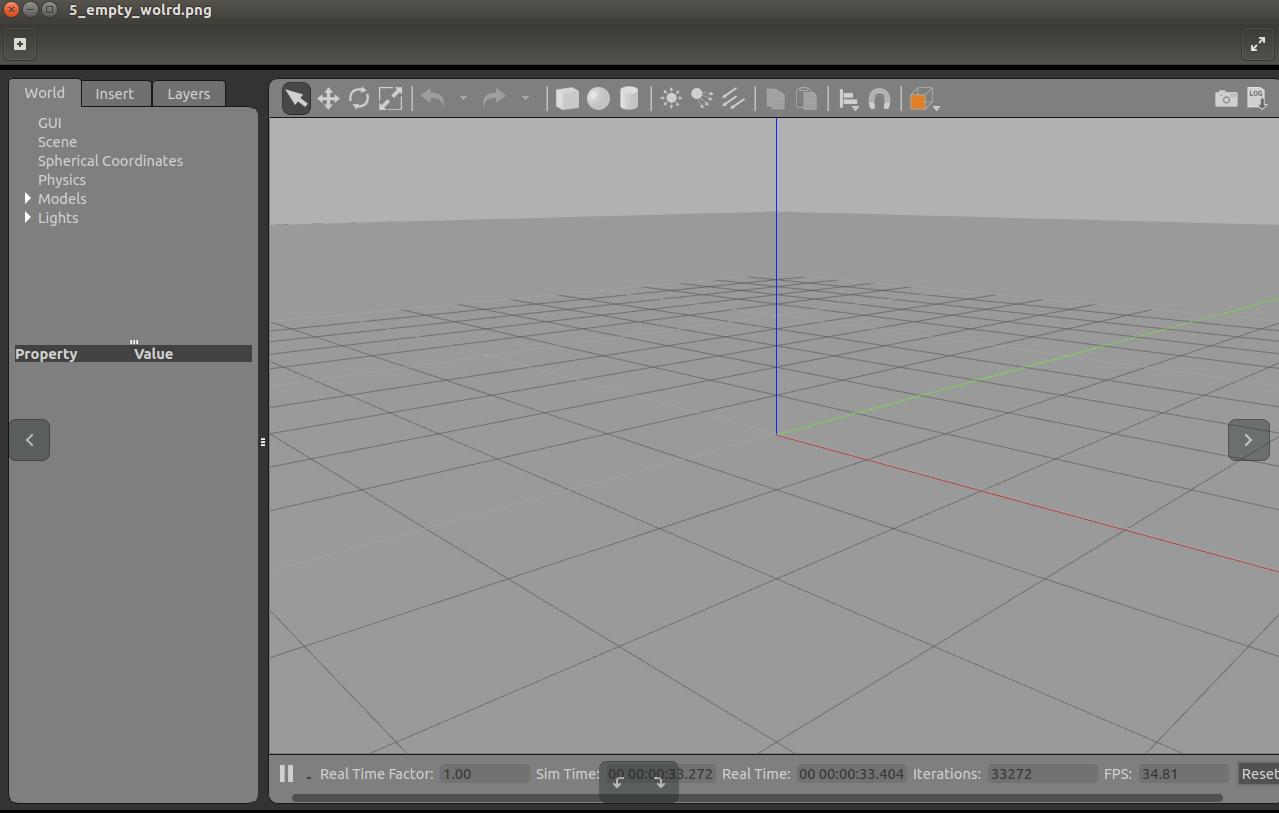 5_empty_wolrd.png
World Insert Layers
LOG
GUI
Scene
Spherical Coordinates
Physics
Models
Lights
Property Value
Real Time Factor: 1.00 Sim Time: 00 00:00:33.272 Real Time: 00 00:00:33.404 Iterations: 33272 FPS: 34.81 Reset